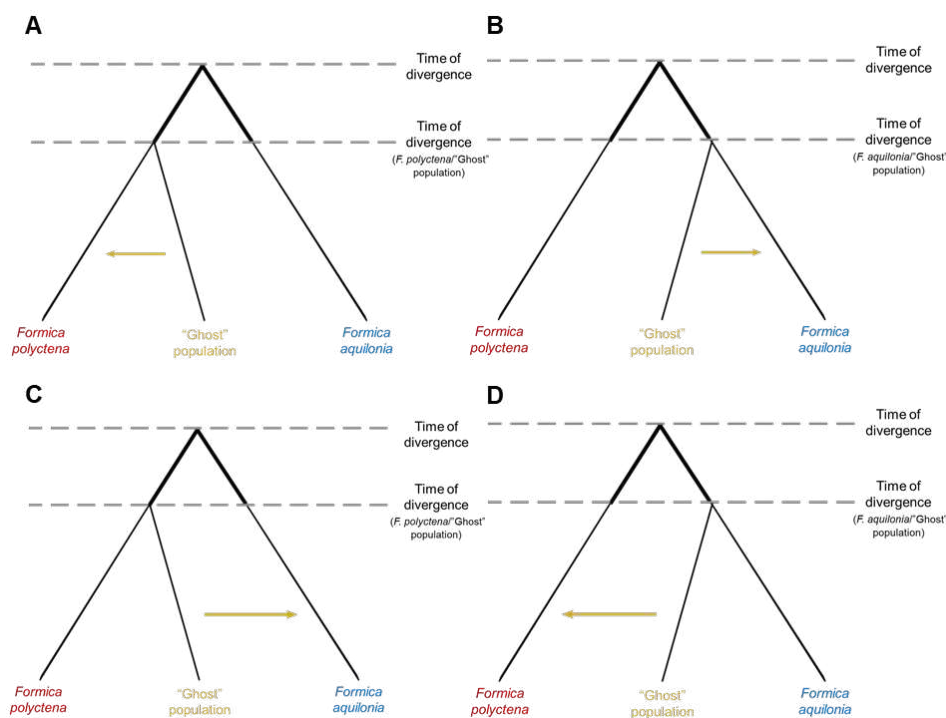 A
Time of
divergence
Time of
divergence
(F. polyctena/"Ghost"
population)
Formica
polyctena
"Ghost"
population
Formica
aquilonia
B
Time of
divergence
Time of
divergence
(F. aquilonia/"Ghost"
population)
Formica
polyctena
"Ghost"
population
Formica
aquilonia
C
Time of
divergence
Time of
divergence
(F. polyctena/"Ghost"
population)
Formica
polyctena
"Ghost"
population
Formica
aquilonia
D
Time of
divergence
Time of
divergence
(F. aquilonia/"Ghost"
population)
Formica
polyctena
"Ghost"
population
Formica
aquilonia